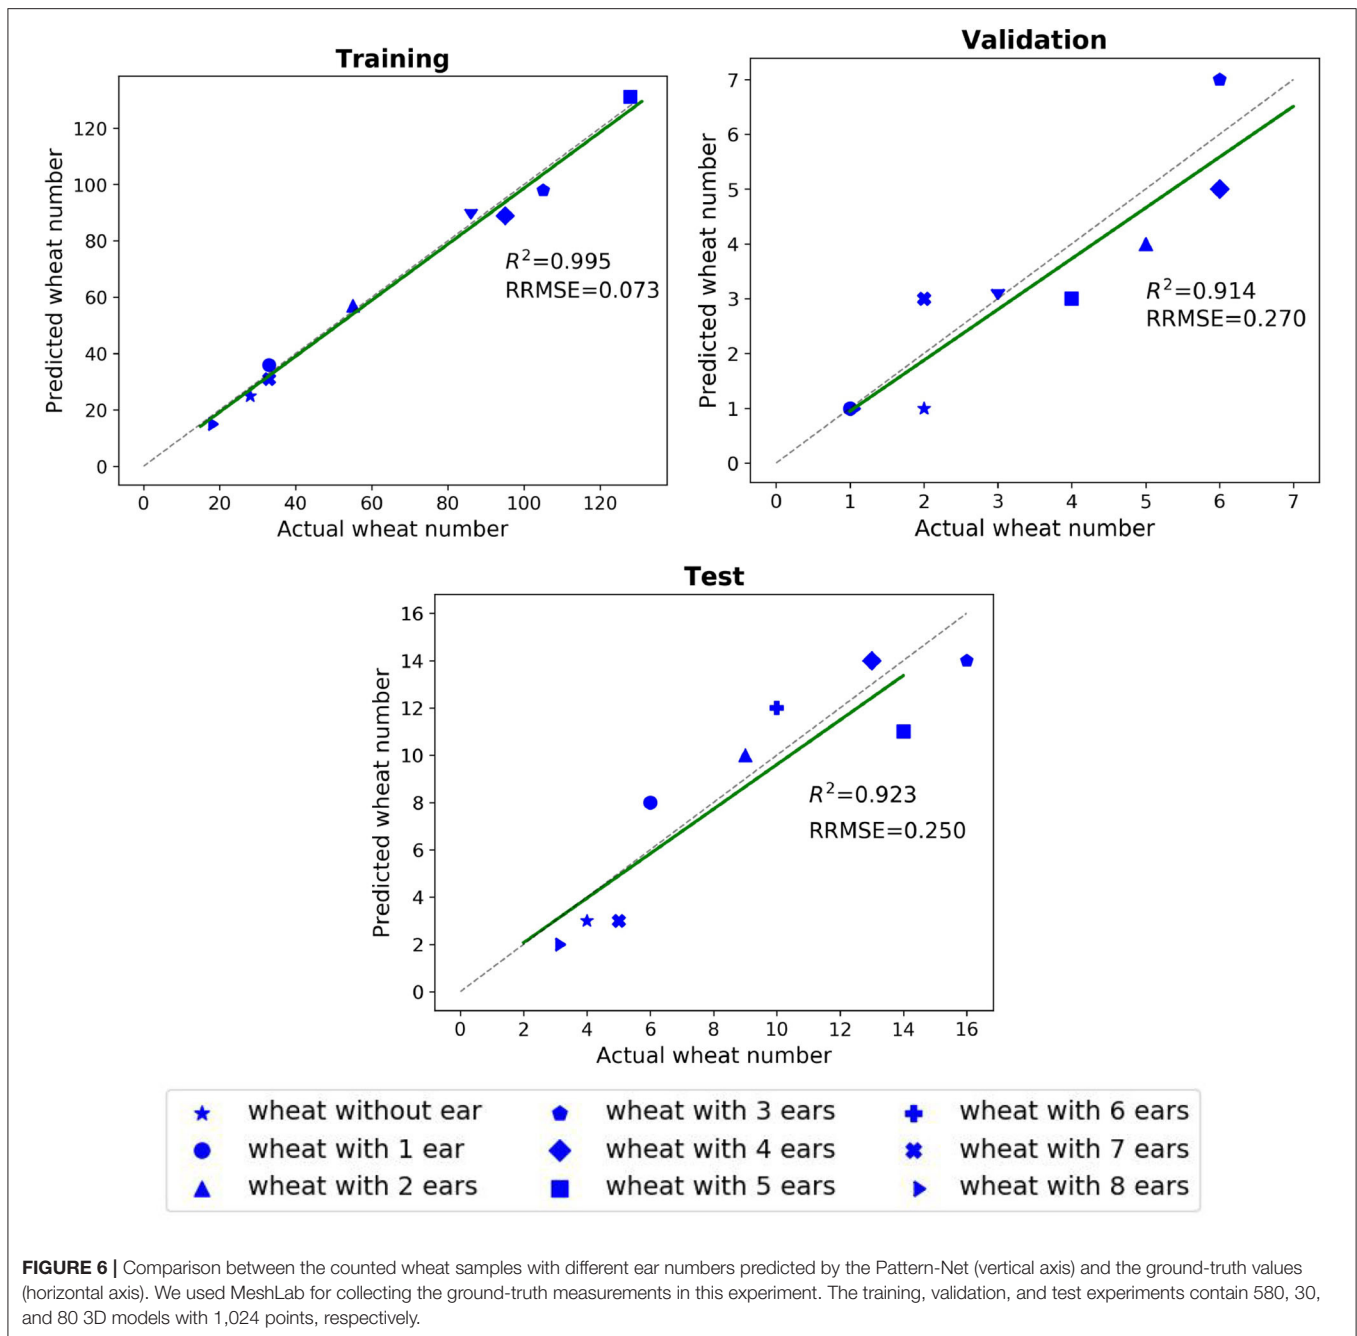 Training
Predicted wheat number
120
100
80
60
40
20
0
R²=0.995
RRMSE=0.073
0 20 40 60 80 100 120
Actual wheat number
Validation
Predicted wheat number
7
6
5
4
3
2
1
0
R²=0.914
RRMSE=0.270
0 1 2 3 4 5 6 7
Actual wheat number
Test
Predicted wheat number
16
14
12
10
8
6
4
2
0
R²=0.923
RRMSE=0.250
0 2 4 6 8 10 12 14 16
Actual wheat number
wheat without ear
wheat with 1 ear
wheat with 2 ears
wheat with 3 ears
wheat with 4 ears
wheat with 5 ears
wheat with 6 ears
wheat with 7 ears
wheat with 8 ears
FIGURE 6 | Comparison between the counted wheat samples with different ear numbers predicted by the Pattern-Net (vertical axis) and the ground-truth values
(horizontal axis). We used MeshLab for collecting the ground-truth measurements in this experiment. The training, validation, and test experiments contain 580, 30,
and 80 3D models with 1,024 points, respectively.